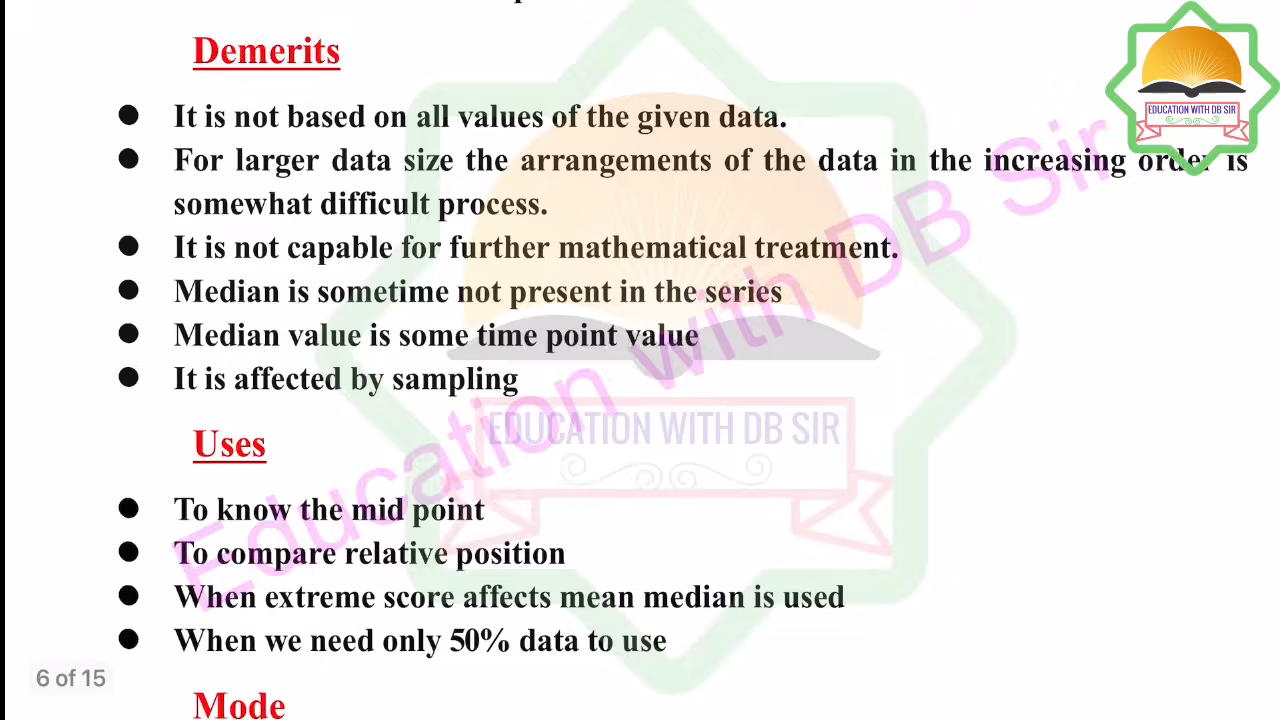 Demerits
● It is not based on all values of the given data.
● For larger data size the arrangements of the data in the increasing order is
somewhat difficult process.
● It is not capable for further mathematical treatment.
● Median is sometime not present in the series
● Median value is some time point value
● It is affected by sampling
Uses
● To know the mid point
● To compare relative position
● When extreme score affects mean median is used
● When we need only 50% data to use
6 of 15
Mode
EDUCATION WITH DB SIR
EDUCATION WITH DB SIR
Education with DB Sir